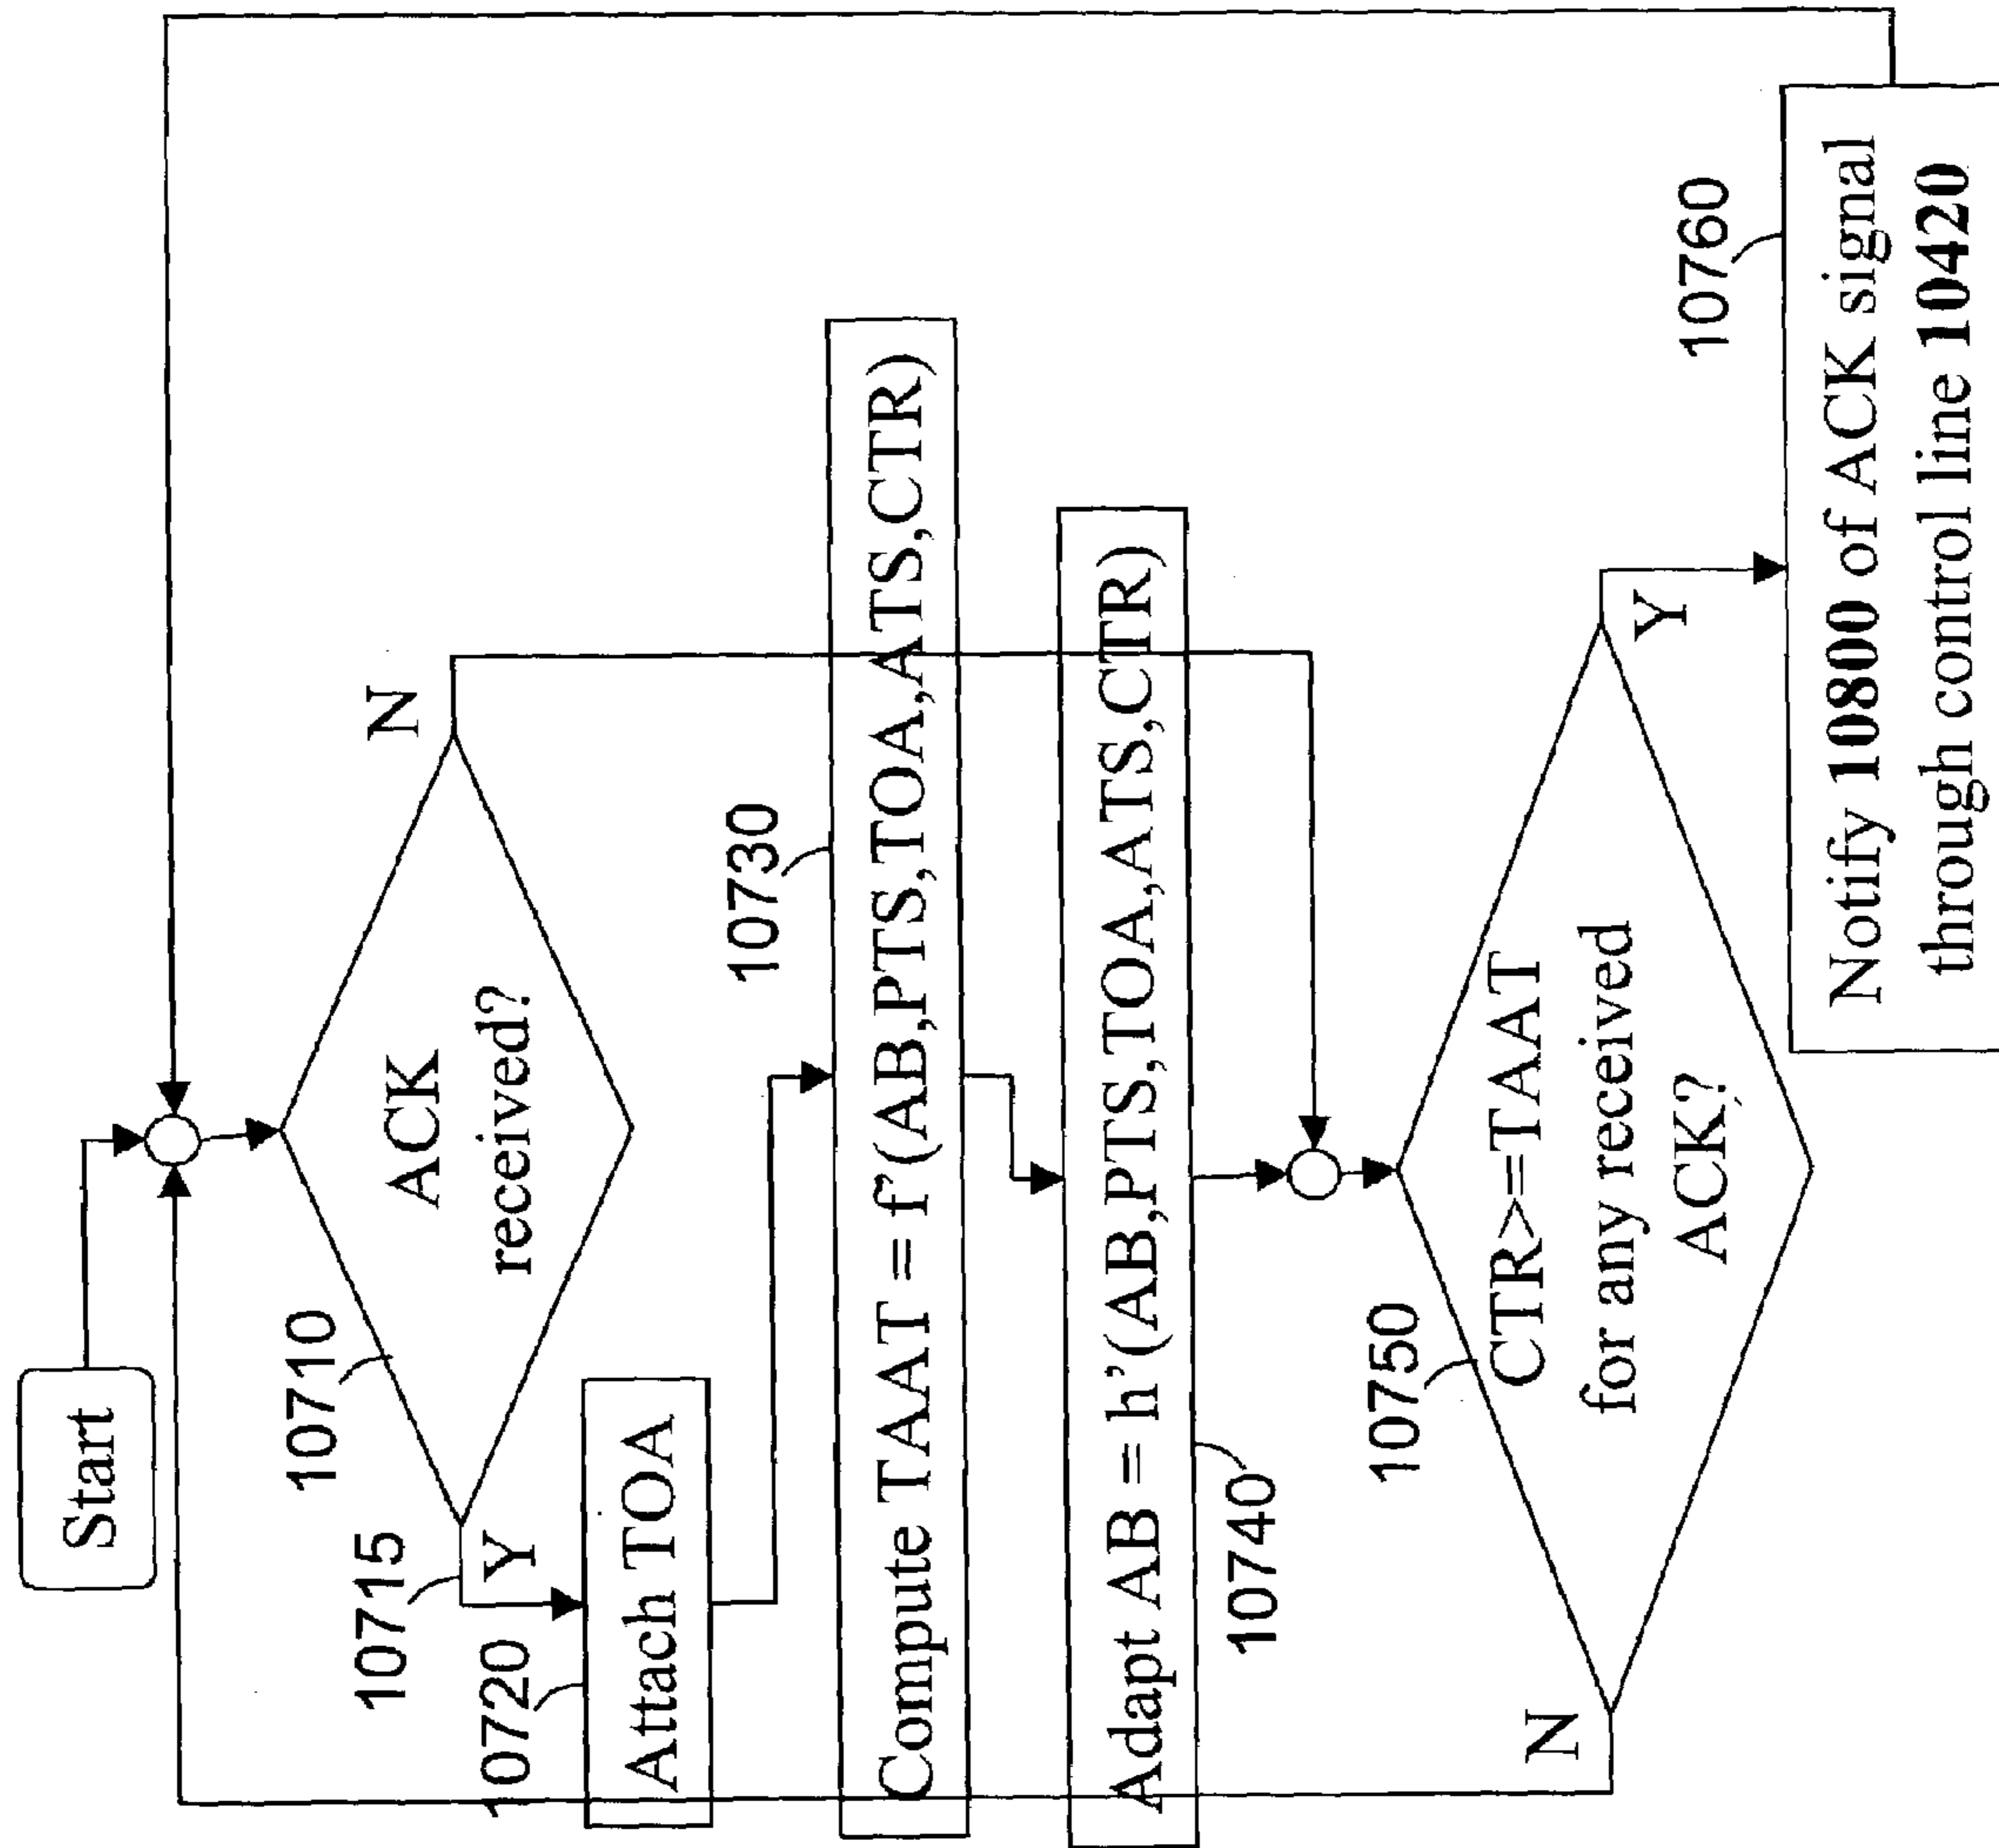 Start
10710
ACK
received?
N
10715
Y
10720
Attach TOA
10730
Compute TAAT = f'(AB,PTS,TOA,ATS,CTR)
Adapt AB = h'(AB,PTS,TOA,ATS,CTR)
10740
10750
CTR>=TAAT
for any received
ACK?
N
Y
10760
Notify 10800 of ACK signal
through control line 10420